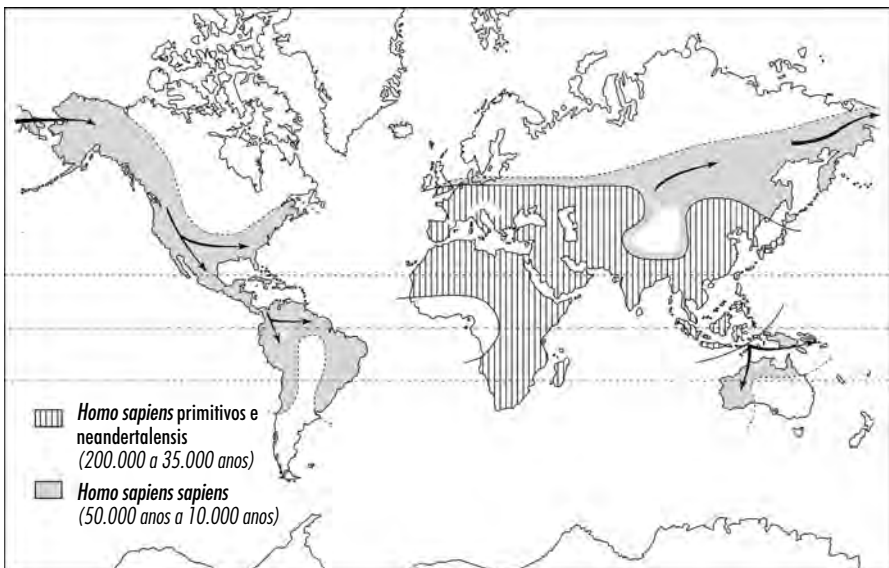 Homo sapiens primitivos e
neandertalensis
(200.000 a 35.000 anos)
Homo sapiens sapiens
(50.000 anos a 10.000 anos)